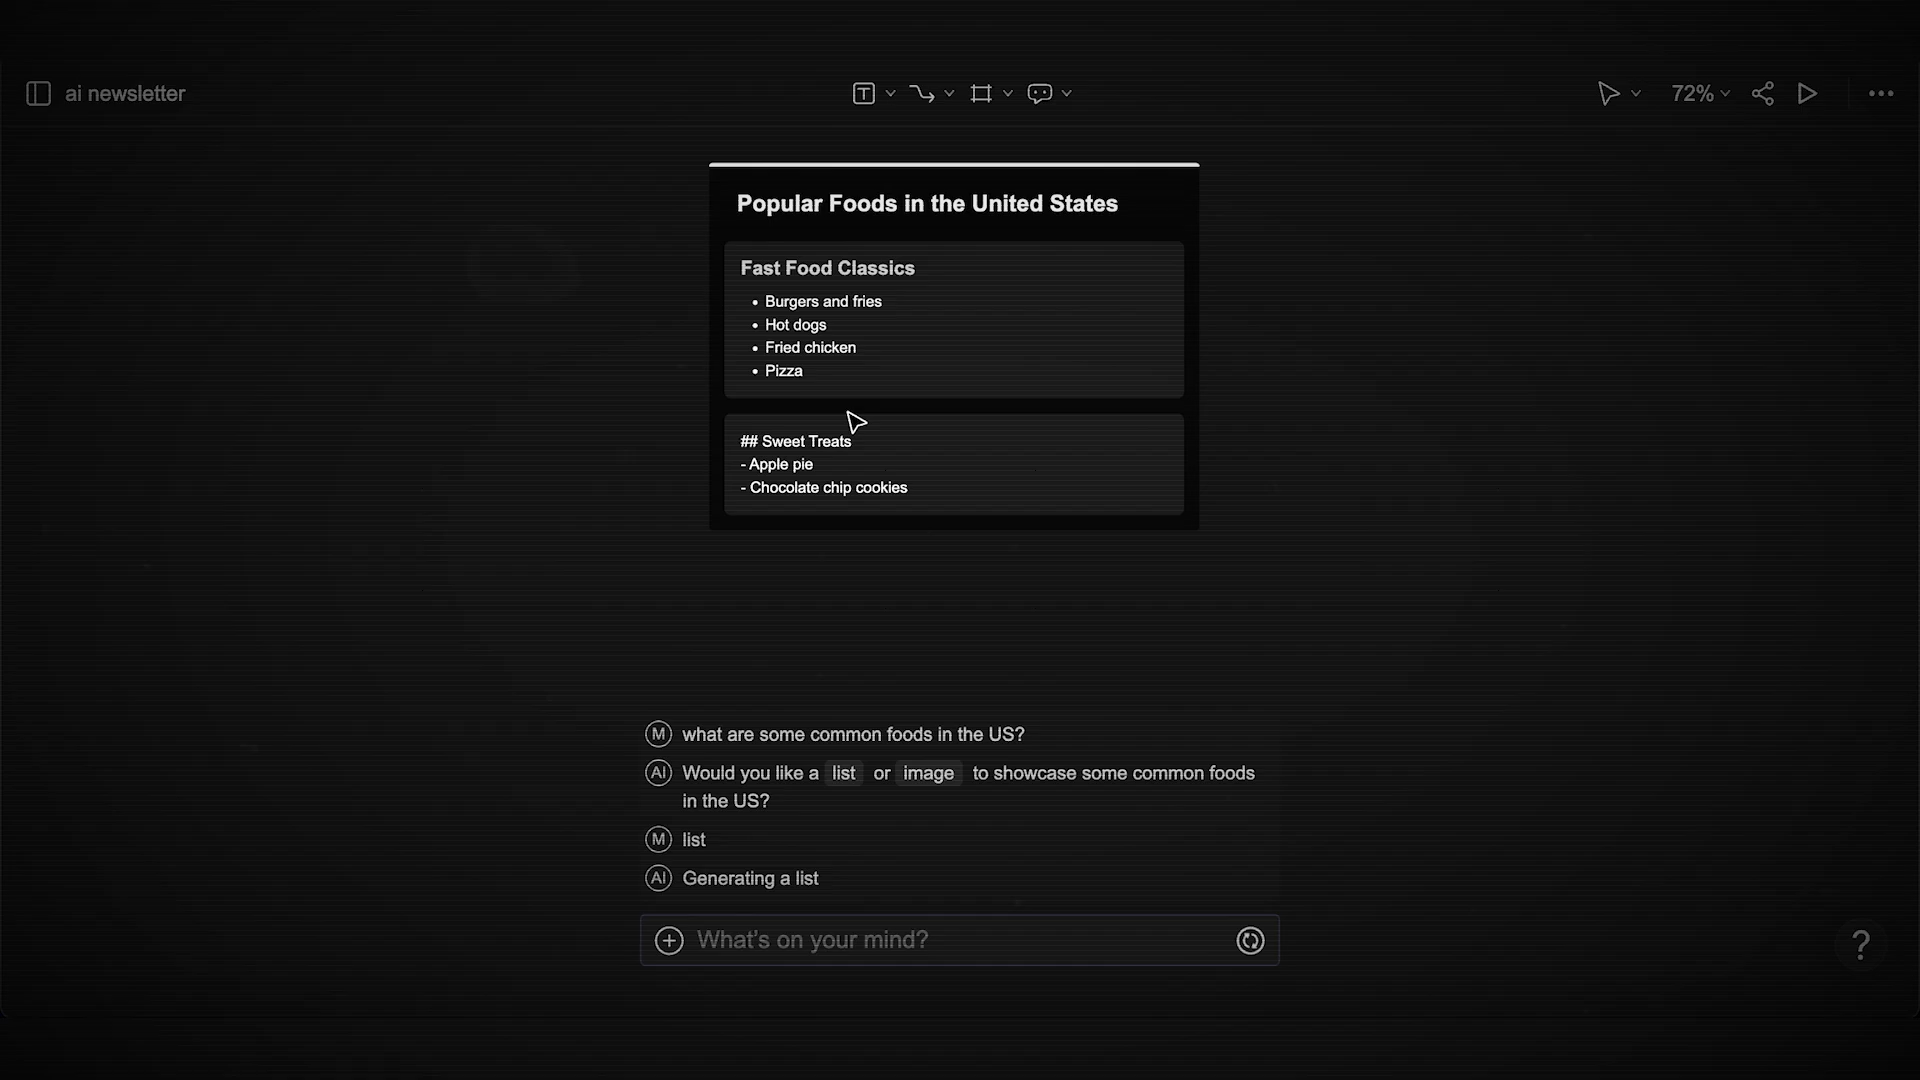 ai newsletter
72%
Popular Foods in the United States
Fast Food Classics
• Burgers and fries
• Hot dogs
• Fried chicken
• Pizza
## Sweet Treats
- Apple pie
- Chocolate chip cookies
M what are some common foods in the US?
AI Would you like a list or image to showcase some common foods
in the US?
M list
AI Generating a list
What's on your mind?
?